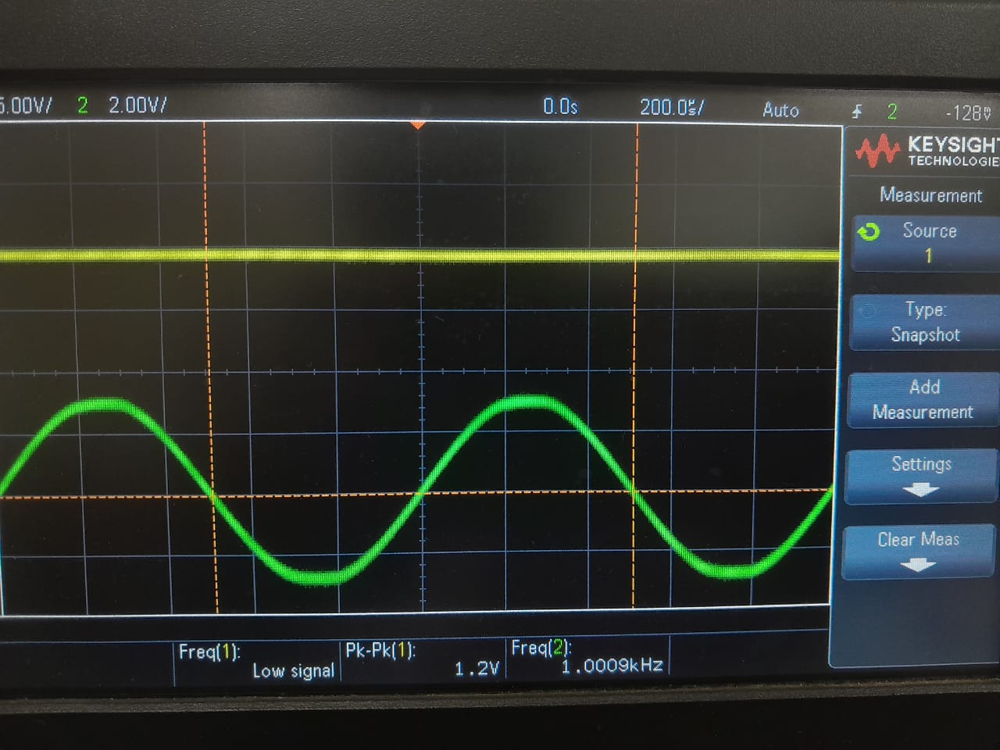 5.00V/ 2 2.00V/ 0.0s 200.0µs/ Auto 2 -128mV
KEYSIGHT
TECHNOLOGIES
Measurement
Source
1
Type:
Snapshot
Add
Measurement
Settings
Clear Meas
Freq(1):
Low signal
Pk-Pk(1):
1.2V
Freq(2):
1.0009kHz